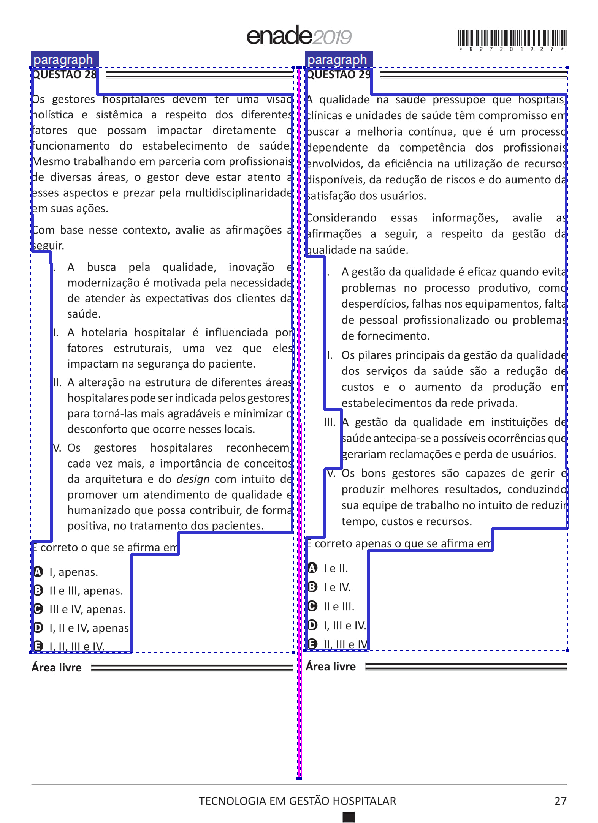 enade2019
paragraph
QUESTÃO 28
Os gestores hospitalares devem ter uma visão
holística e sistêmica a respeito dos diferentes
fatores que possam impactar diretamente o
funcionamento do estabelecimento de saúde.
Mesmo trabalhando em parceria com profissionais
de diversas áreas, o gestor deve estar atento a
esses aspectos e prezar pela multidisciplinaridade
em suas ações.
Com base nesse contexto, avalie as afirmações a
seguir.
I. A busca pela qualidade, inovação e
modernização é motivada pela necessidade
de atender às expectativas dos clientes da
saúde.
II. A hotelaria hospitalar é influenciada por
fatores estruturais, uma vez que eles
impactam na segurança do paciente.
III. A alteração na estrutura de diferentes áreas
hospitalares pode ser indicada pelos gestores,
para torná-las mais agradáveis e minimizar o
desconforto que ocorre nesses locais.
IV. Os gestores hospitalares reconhecem,
cada vez mais, a importância de conceitos
da arquitetura e do design com intuito de
promover um atendimento de qualidade e
humanizado que possa contribuir, de forma
positiva, no tratamento dos pacientes.
É correto o que se afirma em
A I, apenas.
B II e III, apenas.
C III e IV, apenas.
D I, II e IV, apenas.
E I, II, III e IV.
Área livre
paragraph
QUESTÃO 29
A qualidade na saúde pressupõe que hospitais,
clínicas e unidades de saúde têm compromisso em
buscar a melhoria contínua, que é um processo
dependente da competência dos profissionais
envolvidos, da eficiência na utilização de recursos
disponíveis, da redução de riscos e do aumento da
satisfação dos usuários.
Considerando essas informações, avalie as
afirmações a seguir, a respeito da gestão da
qualidade na saúde.
I. A gestão da qualidade é eficaz quando evita
problemas no processo produtivo, como
desperdícios, falhas nos equipamentos, falta
de pessoal profissionalizado ou problemas
de fornecimento.
II. Os pilares principais da gestão da qualidade
dos serviços da saúde são a redução de
custos e o aumento da produção em
estabelecimentos da rede privada.
III. A gestão da qualidade em instituições de
saúde antecipa-se a possíveis ocorrências que
gerariam reclamações e perda de usuários.
IV. Os bons gestores são capazes de gerir e
produzir melhores resultados, conduzindo
sua equipe de trabalho no intuito de reduzir
tempo, custos e recursos.
É correto apenas o que se afirma em
A I e II.
B I e IV.
C II e III.
D I, III e IV.
E II, III e IV.
Área livre
TECNOLOGIA EM GESTÃO HOSPITALAR
27